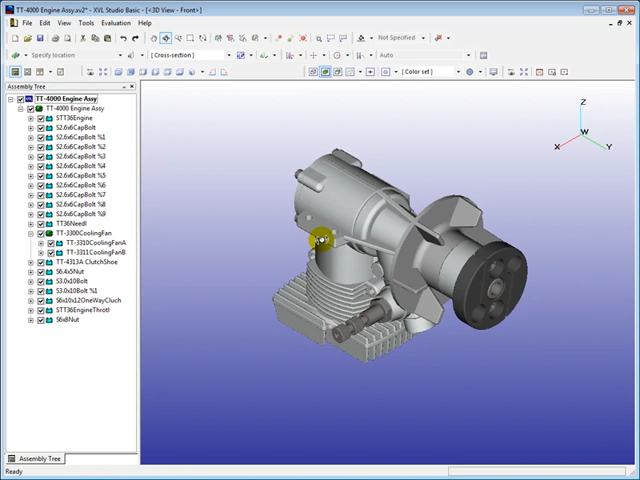 TT-4000 Engine Assy.xv2* - XVL Studio Basic - [<3D View - Front>]
File Edit View Tools Evaluation Help
Not Specified
Specify location [Cross-section] Auto
[Color set]
Assembly Tree
TT-4000 Engine Assy
TT-4000 Engine Assy
STT36Engine
S2.6x6CapBolt
S2.6x6CapBolt %1
S2.6x6CapBolt %2
S2.6x6CapBolt %3
S2.6x6CapBolt %4
S2.6x6CapBolt %5
S2.6x6CapBolt %6
S2.6x6CapBolt %7
S2.6x6CapBolt %8
S2.6x6CapBolt %9
TT36Needl
TT-3300CoolingFan
TT-3310CoolingFanA
TT-3311CoolingFanB
TT-4313A ClutchShoe
S6.4x5Nut
S3.0x10Bolt
S3.0x10Bolt %1
S6x10x12OneWayCluch
STT36EngineThrotl
S6x8Nut
Z
W
X Y
Assembly Tree
Ready